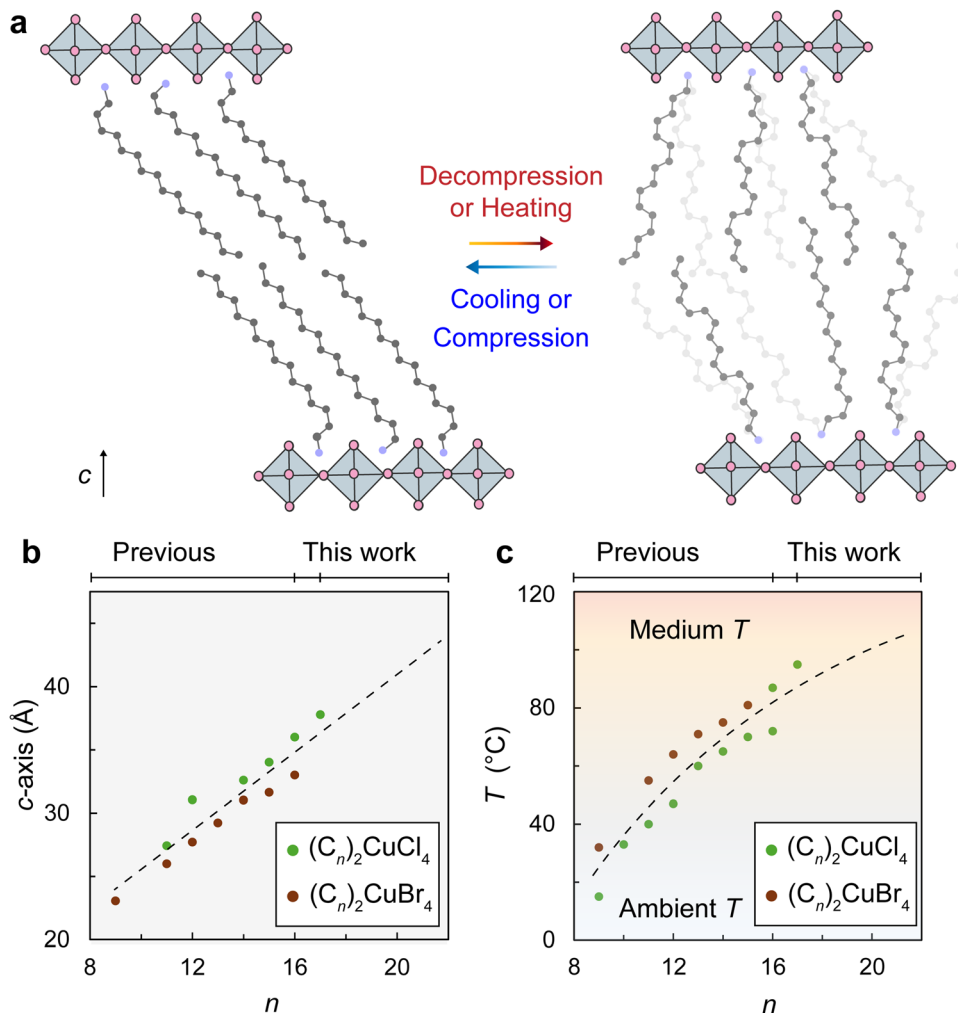 a
Decompression
or Heating
Cooling or
Compression
c
b
Previous
This work
c-axis (Å)
40
30
20
8
12
16
20
n
(Cₙ)₂CuCl₄
(Cₙ)₂CuBr₄
c
Previous
This work
T (°C)
120
80
40
0
8
12
16
20
n
Medium T
Ambient T
(Cₙ)₂CuCl₄
(Cₙ)₂CuBr₄